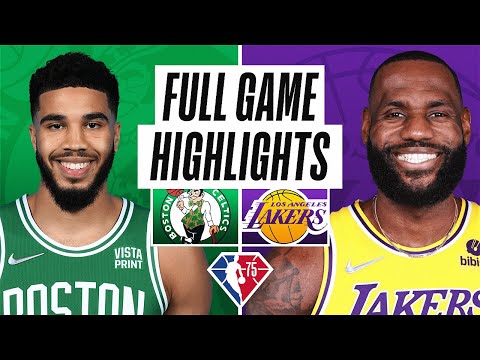 FULL GAME
HIGHLIGHTS
BOSTON
CELTICS
LOS ANGELES
LAKERS
VISTA
PRINT
BOSTON
75
bibi
LAKERS